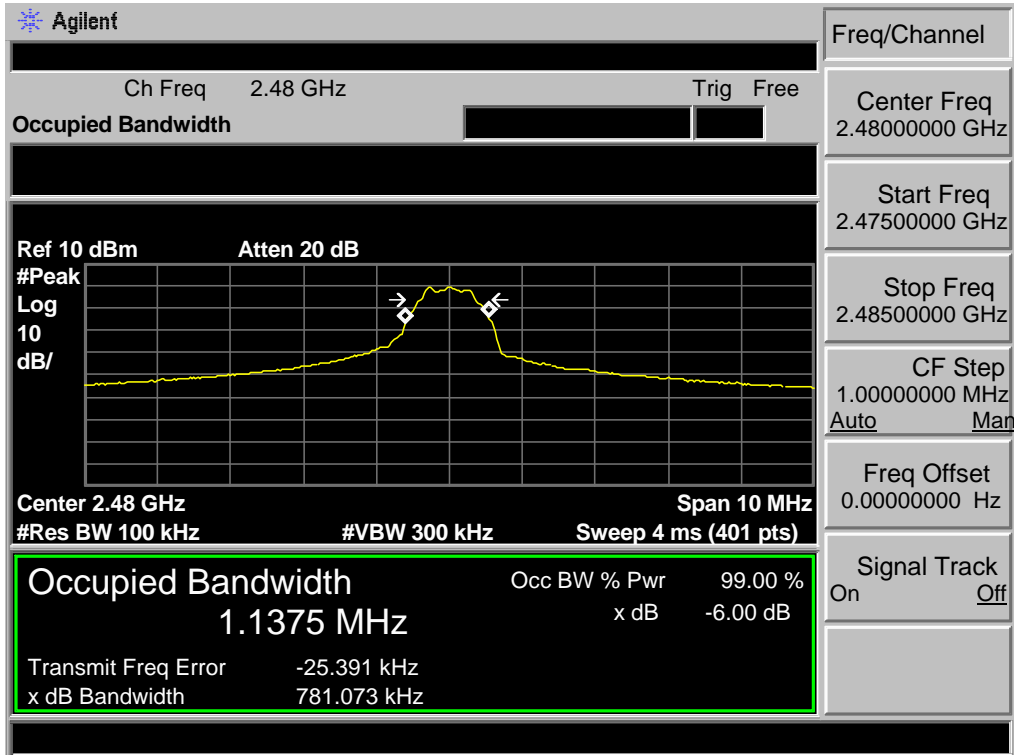 Agilent
Freq/Channel
Ch Freq 2.48 GHz Trig Free
Occupied Bandwidth
Center Freq
2.48000000 GHz
Start Freq
2.47500000 GHz
Stop Freq
2.48500000 GHz
CF Step
1.00000000 MHz
Auto Man
Freq Offset
0.00000000 Hz
Signal Track
On Off
Ref 10 dBm Atten 20 dB
#Peak
Log
10
dB/
Center 2.48 GHz Span 10 MHz
#Res BW 100 kHz #VBW 300 kHz Sweep 4 ms (401 pts)
Occupied Bandwidth
1.1375 MHz
Occ BW % Pwr 99.00 %
x dB -6.00 dB
Transmit Freq Error -25.391 kHz
x dB Bandwidth 781.073 kHz